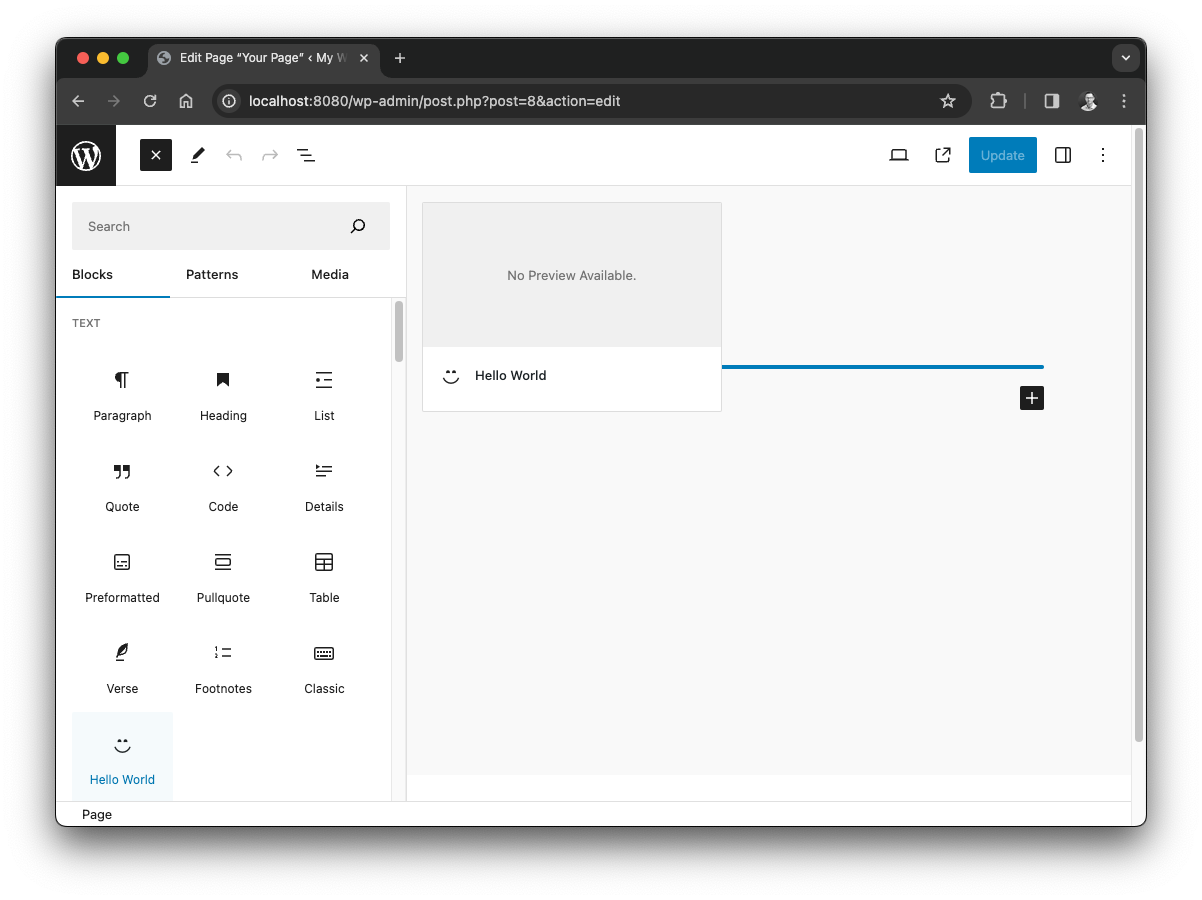 Edit Page “Your Page” ‹ My W
localhost:8080/wp-admin/post.php?post=8&action=edit
Update
Search
Blocks Patterns Media
TEXT
Paragraph Heading List
Quote Code Details
Preformatted Pullquote Table
Verse Footnotes Classic
Hello World
No Preview Available.
Hello World
Page